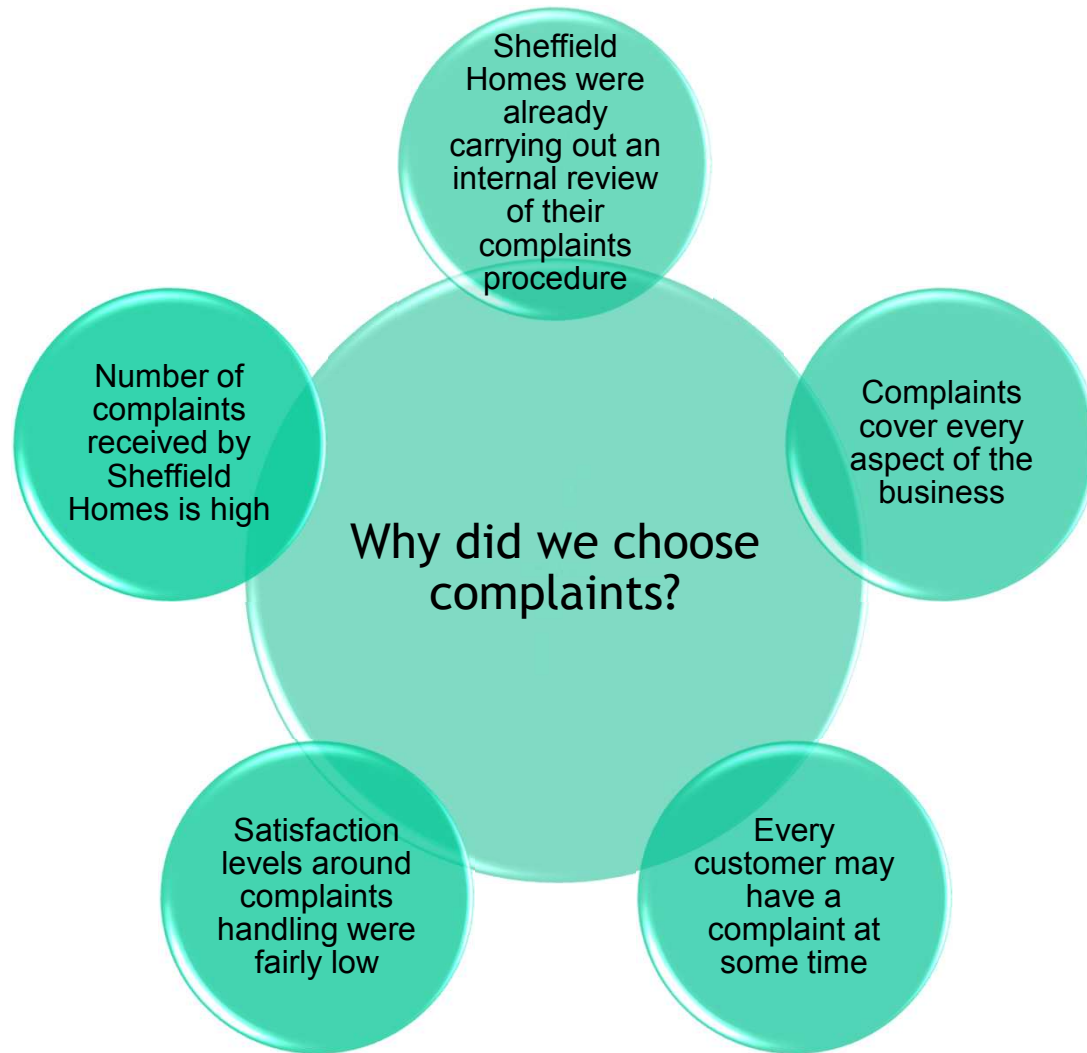 Sheffield
Homes were
already
carrying out an
internal review
of their
complaints
procedure
Number of
complaints
received by
Sheffield
Homes is high
Complaints
cover every
aspect of the
business
Why did we choose
complaints?
Satisfaction
levels around
complaints
handling were
fairly low
Every
customer may
have a
complaint at
some time